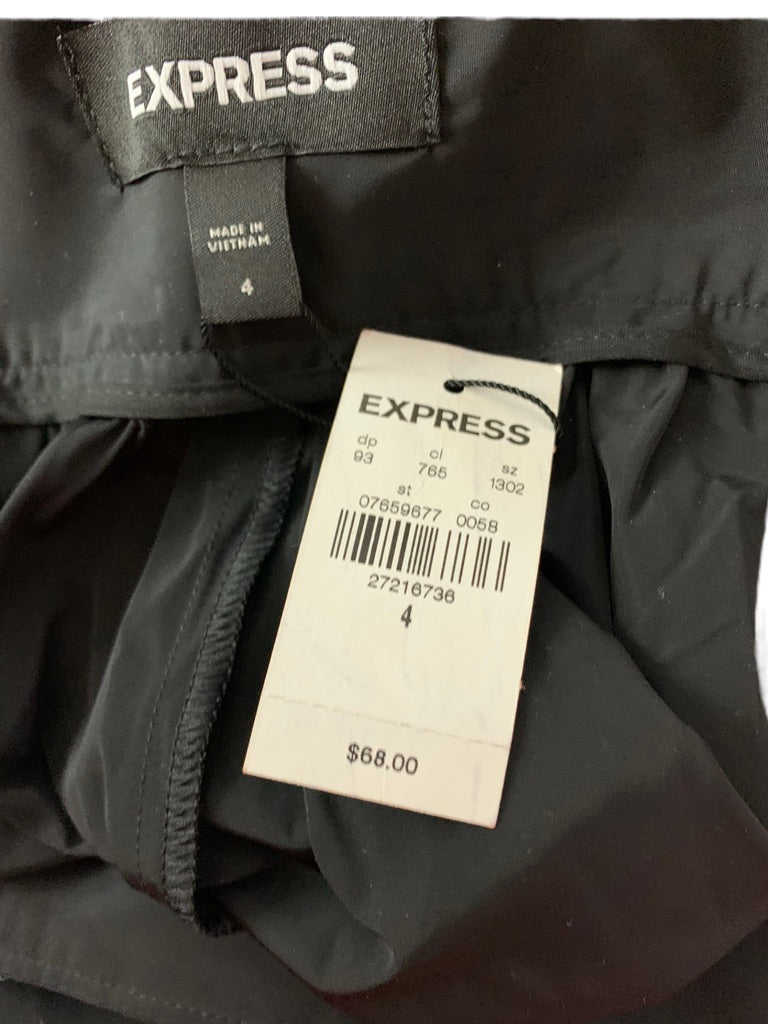 EXPRESS
MADE IN
VIETNAM
4
EXPRESS
dp cl sz
93 765 1302
st co
07659677 0058
27216736
4
$68.00